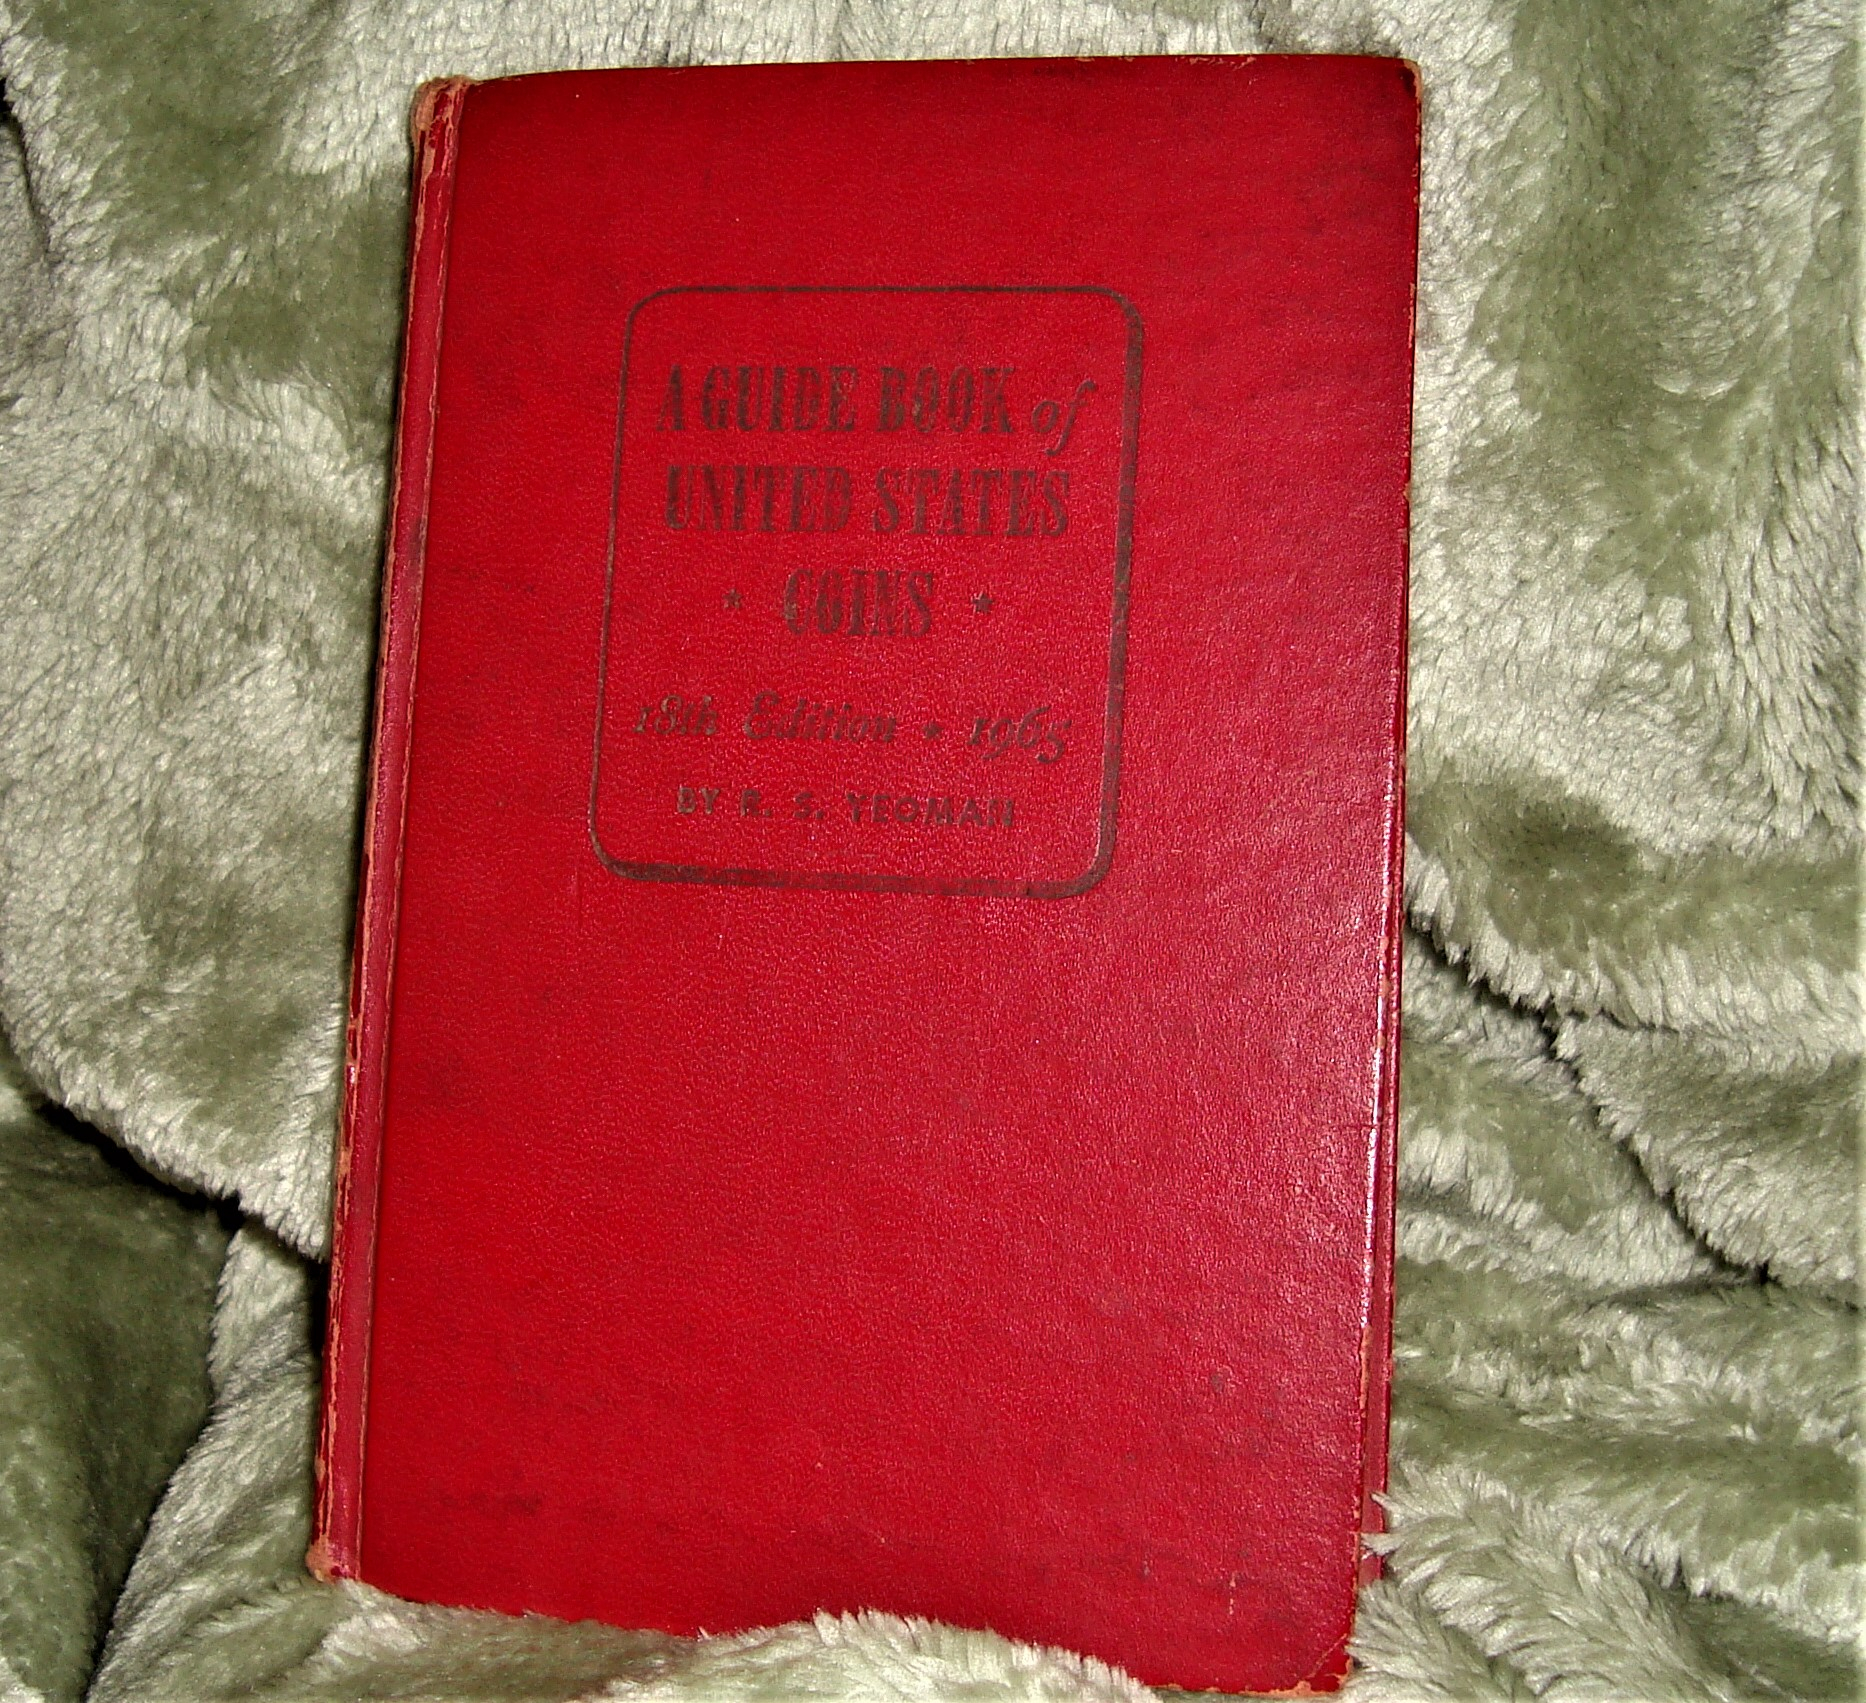 A GUIDE BOOK of
UNITED STATES
* COINS *
18th Edition * 1965
BY R. S. YEOMAN